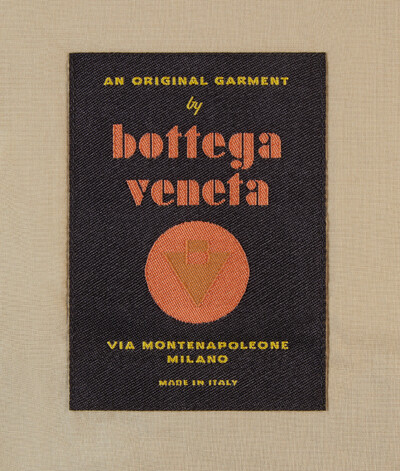 AN ORIGINAL GARMENT
by
bottega
veneta
VIA MONTENAPOLEONE
MILANO
MADE IN ITALY